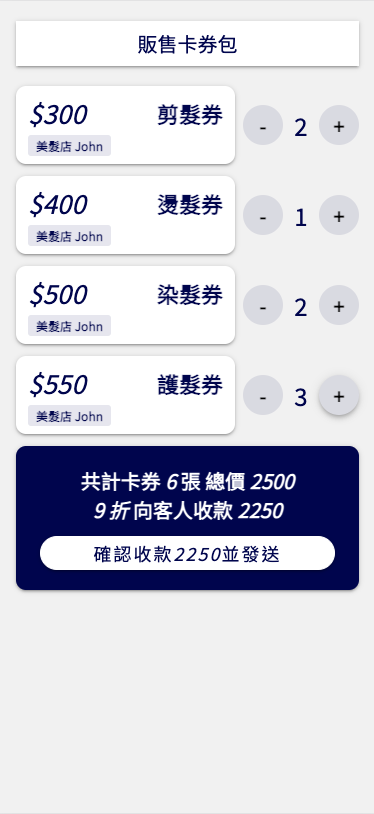 販售卡券包
$300 剪髮券
美髮店 John
- 2 +
$400 燙髮券
美髮店 John
- 1 +
$500 染髮券
美髮店 John
- 2 +
$550 護髮券
美髮店 John
- 3 +
共計卡券 6 張 總價 2500
9 折 向客人收款 2250
確認收款2250並發送